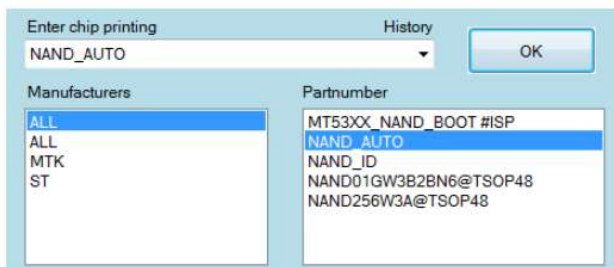 Enter chip printing
History
NAND_AUTO
OK
Manufacturers
ALL
ALL
MTK
ST
Partnumber
MT53XX_NAND_BOOT #ISP
NAND_AUTO
NAND_ID
NAND01GW3B2BN6@TSOP48
NAND256W3A@TSOP48